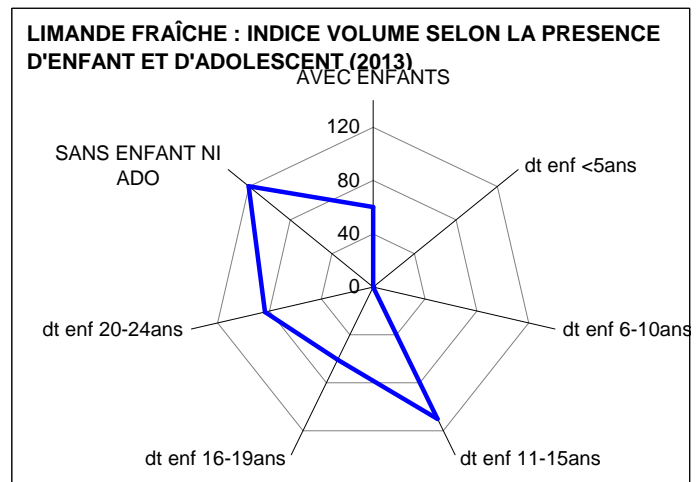 LIMANDE FRAÎCHE : INDICE VOLUME SELON LA PRESENCE
D'ENFANT ET D'ADOLESCENT (2013)
AVEC ENFANTS
120
SANS ENFANT NI
ADO
dt enf <5ans
80
40
0
dt enf 20-24ans
dt enf 6-10ans
dt enf 16-19ans
dt enf 11-15ans